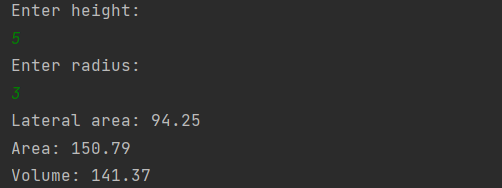 Enter height:
5
Enter radius:
3
Lateral area: 94.25
Area: 150.79
Volume: 141.37